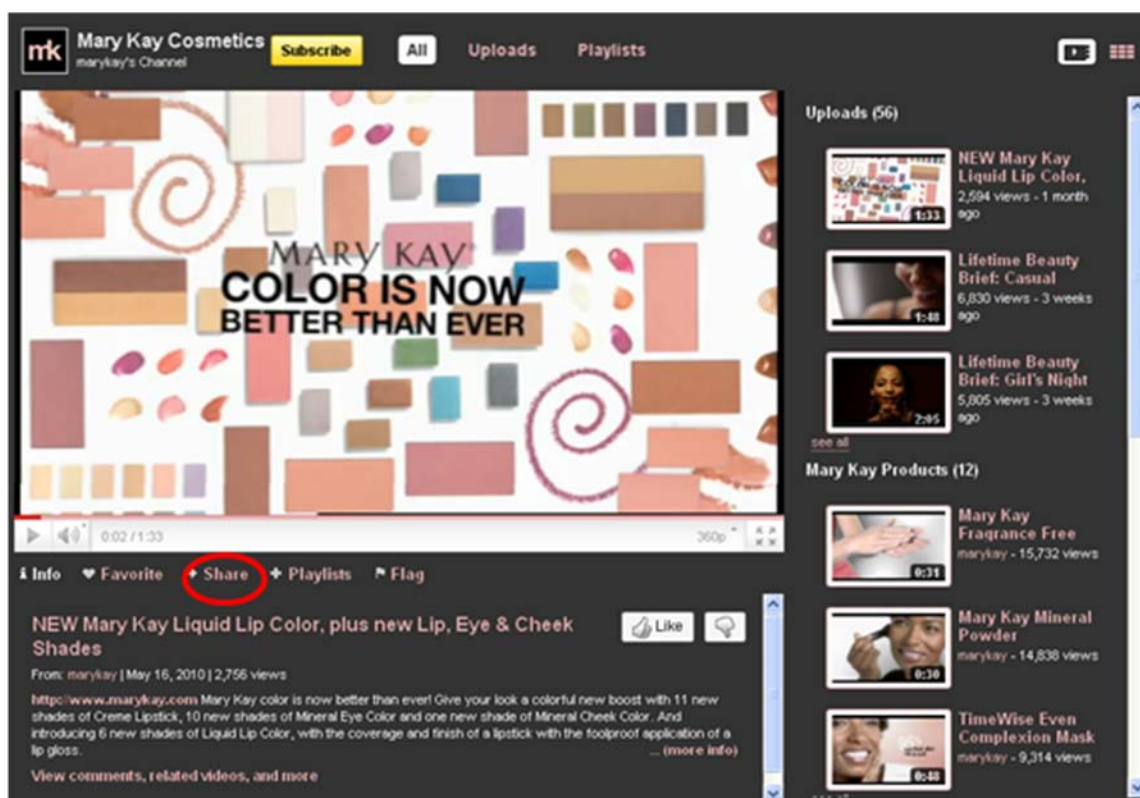 mk
Mary Kay Cosmetics
marykay's Channel
Subscribe
All
Uploads
Playlists
MARY KAY
COLOR IS NOW
BETTER THAN EVER
0:02 / 1:33
360p
Info
Favorite
Share
Playlists
Flag
NEW Mary Kay Liquid Lip Color, plus new Lip, Eye & Cheek
Shades
Like
From: marykay | May 16, 2010 | 2,756 views
http://www.marykay.com Mary Kay color is now better than ever! Give your look a colorful new boost with 11 new
shades of Creme Lipstick, 10 new shades of Mineral Eye Color and one new shade of Mineral Cheek Color. And
introducing 6 new shades of Liquid Lip Color, with the coverage and finish of a lipstick with the foolproof application of a
lip gloss.
... (more info)
View comments, related videos, and more
Uploads (56)
NEW Mary Kay
Liquid Lip Color,
2,594 views - 1 month
ago
1:33
Lifetime Beauty
Brief: Casual
6,830 views - 3 weeks
ago
1:48
Lifetime Beauty
Brief: Girl's Night
5,805 views - 3 weeks
ago
2:05
see all
Mary Kay Products (12)
Mary Kay
Fragrance Free
marykay - 15,732 views
0:31
Mary Kay Mineral
Powder
marykay - 14,838 views
0:30
TimeWise Even
Complexion Mask
marykay - 9,314 views
0:48